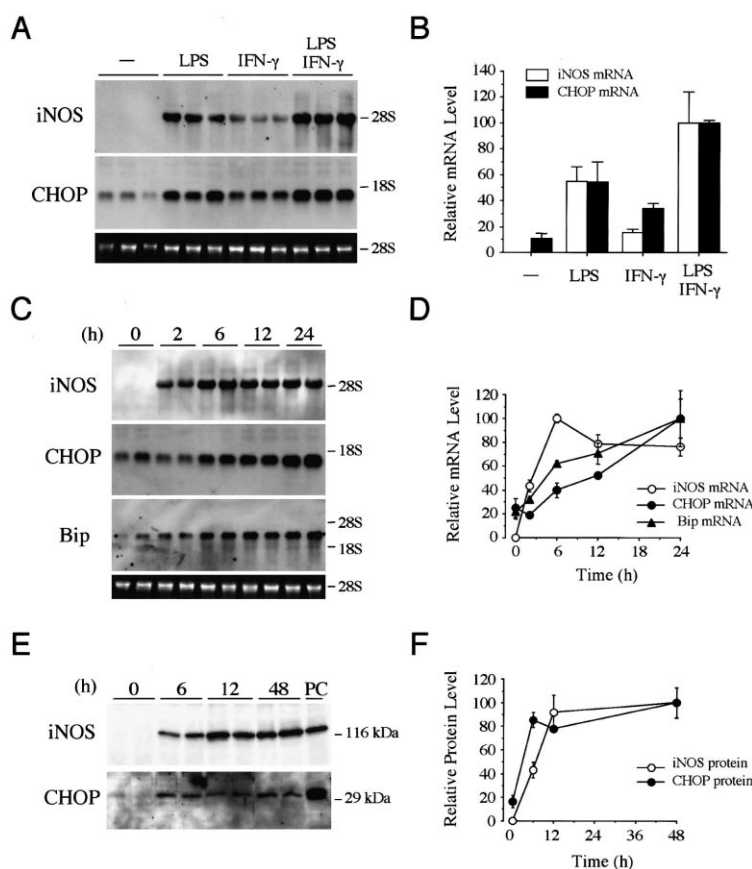 A
— LPS IFN-γ LPS IFN-γ
iNOS
-28S
CHOP
-18S
-28S
B
Relative mRNA Level
140
120
100
80
60
40
20
0
iNOS mRNA
CHOP mRNA
— LPS IFN-γ LPS IFN-γ
C
(h) 0 2 6 12 24
iNOS
-28S
CHOP
-18S
Bip
-28S
-18S
-28S
D
Relative mRNA Level
120
100
80
60
40
20
0
iNOS mRNA
CHOP mRNA
Bip mRNA
0 6 12 24
Time (h)
E
(h) 0 6 12 48 PC
iNOS
-116 kDa
CHOP
-29 kDa
F
Relative Protein Level
120
100
80
60
40
20
0
iNOS protein
CHOP protein
0 12 24 36 48
Time (h)